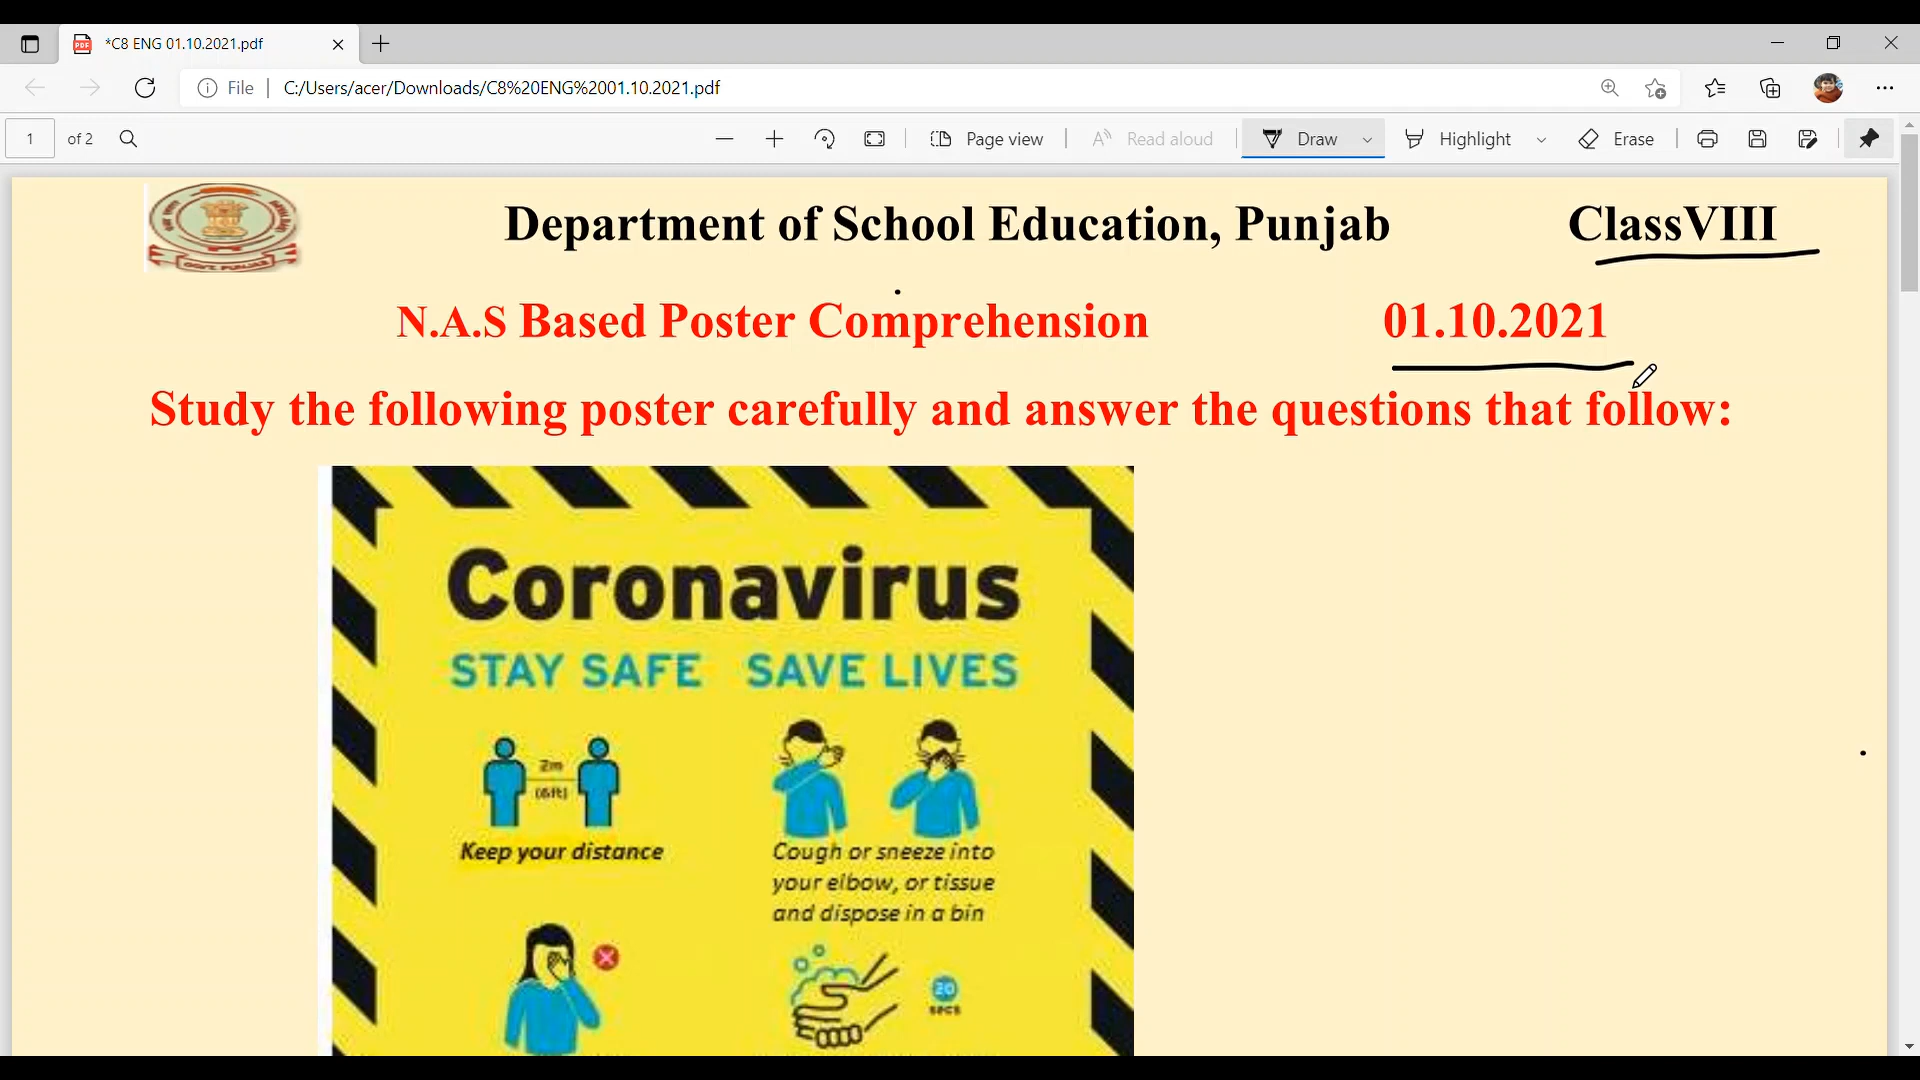 *C8 ENG 01.10.2021.pdf
File | C:/Users/acer/Downloads/C8%20ENG%2001.10.2021.pdf
1 of 2 Page view Read aloud Draw Highlight Erase
Department of School Education, Punjab ClassVIII
N.A.S Based Poster Comprehension 01.10.2021
Study the following poster carefully and answer the questions that follow:
Coronavirus
STAY SAFE SAVE LIVES
2m
(6ft)
Keep your distance
Cough or sneeze into
your elbow, or tissue
and dispose in a bin
20
secs